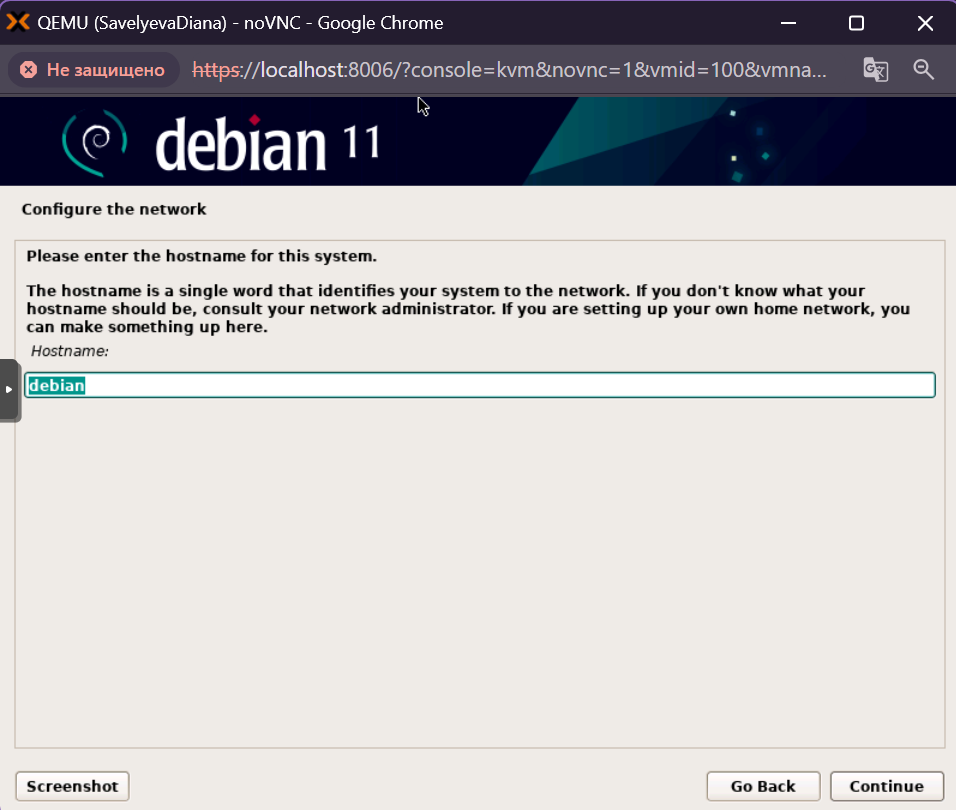 QEMU (SavelyevaDiana) - noVNC - Google Chrome
Не защищено https://localhost:8006/?console=kvm&novnc=1&vmid=100&vmna...
debian 11
Configure the network
Please enter the hostname for this system.
The hostname is a single word that identifies your system to the network. If you don't know what your
hostname should be, consult your network administrator. If you are setting up your own home network, you
can make something up here.
Hostname:
debian
Screenshot Go Back Continue